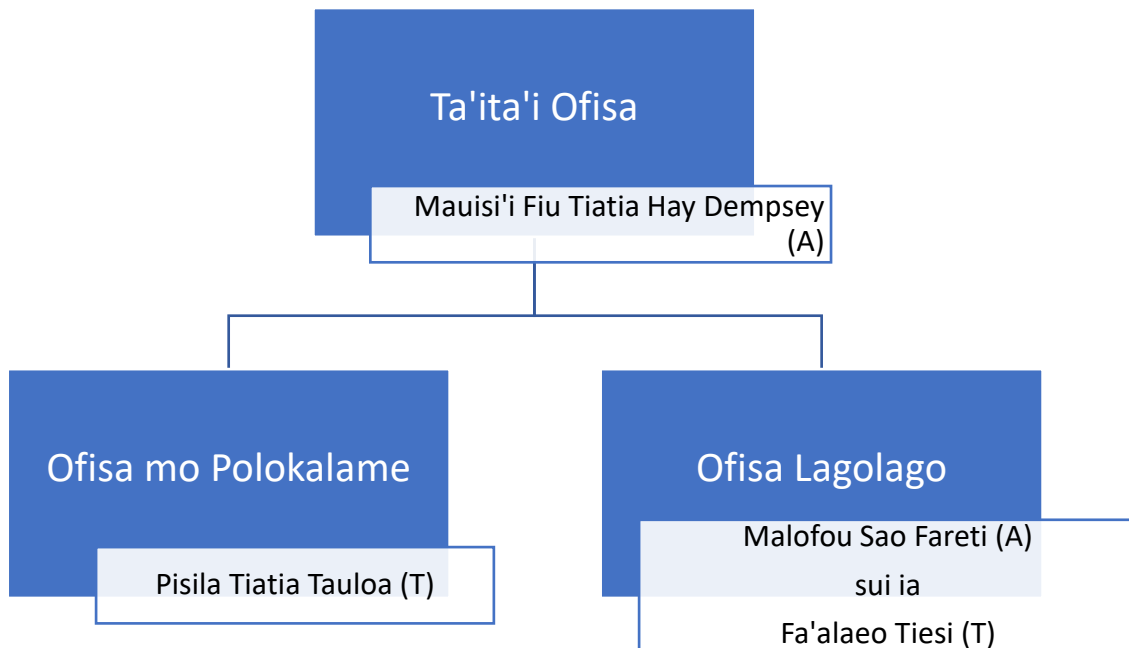 Ta'ita'i Ofisa
Mauisi'i Fiu Tiatia Hay Dempsey
(A)
Ofisa mo Polokalame
Pisila Tiatia Tauloa (T)
Ofisa Lagolago
Malofou Sao Fareti (A)
sui ia
Fa'alaeo Tiesi (T)